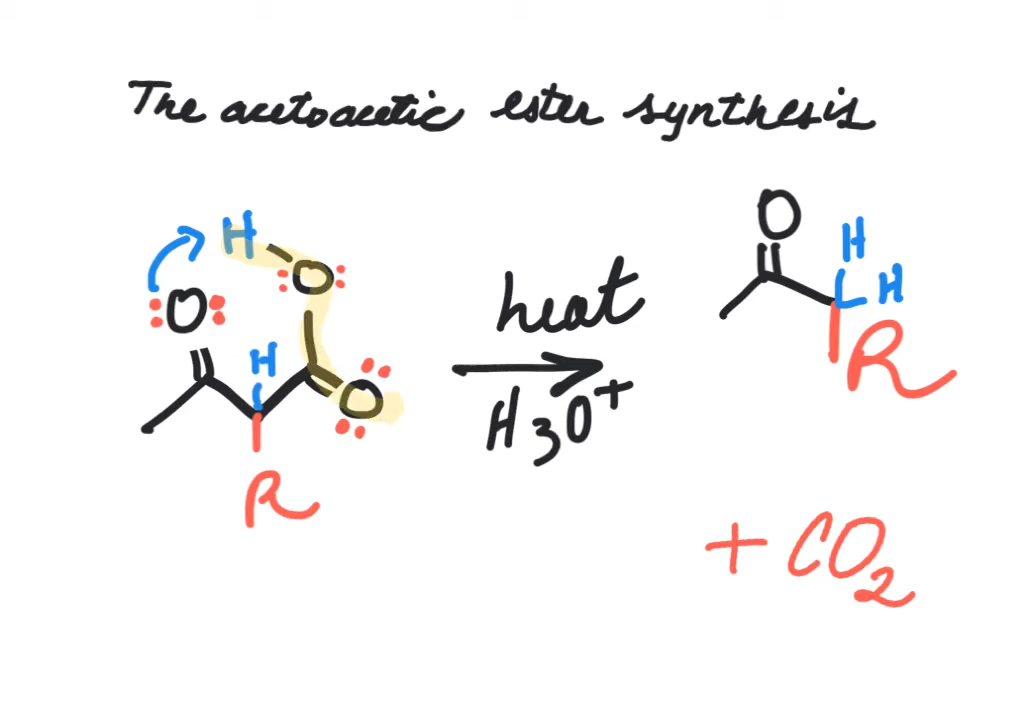 The acetoacetic ester synthesis
H
:O: :O:
O
H
H H
heat
H O
R
H3O+
R
+ CO2